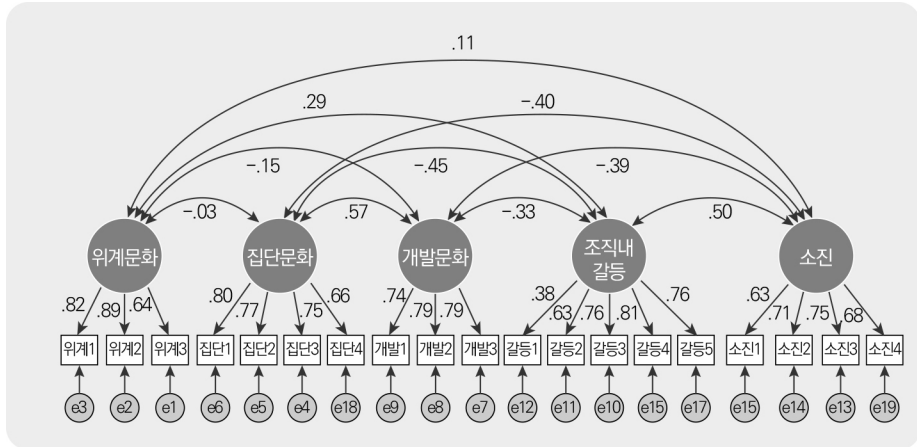 .11
.29 -.40
-.15 -.45 -.39
-.03 .57 -.33 .50
위계문화 집단문화 개발문화 조직내 갈등 소진
.82 .89 .64 .80 .77 .75 .66 .74 .79 .79 .38 .63 .76 .81 .76 .63 .71 .75 .68
위계1 위계2 위계3 집단1 집단2 집단3 집단4 개발1 개발2 개발3 갈등1 갈등2 갈등3 갈등4 갈등5 소진1 소진2 소진3 소진4
e3 e2 e1 e6 e5 e4 e18 e9 e8 e7 e12 e11 e10 e15 e17 e15 e14 e13 e19